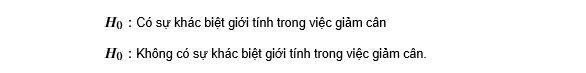 H₀ : Có sự khác biệt giới tính trong việc giảm cân
H₀ : Không có sự khác biệt giới tính trong việc giảm cân.